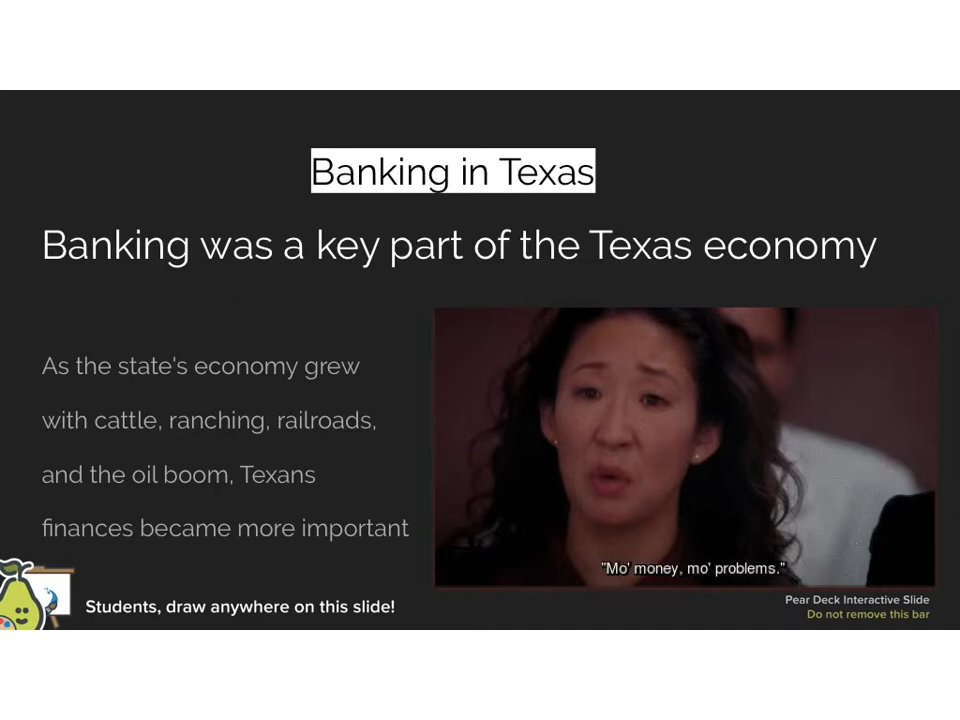 Banking in Texas
Banking was a key part of the Texas economy
As the state's economy grew
with cattle, ranching, railroads,
and the oil boom, Texans
finances became more important
"Mo' money, mo' problems."
Students, draw anywhere on this slide!
Pear Deck Interactive Slide
Do not remove this bar